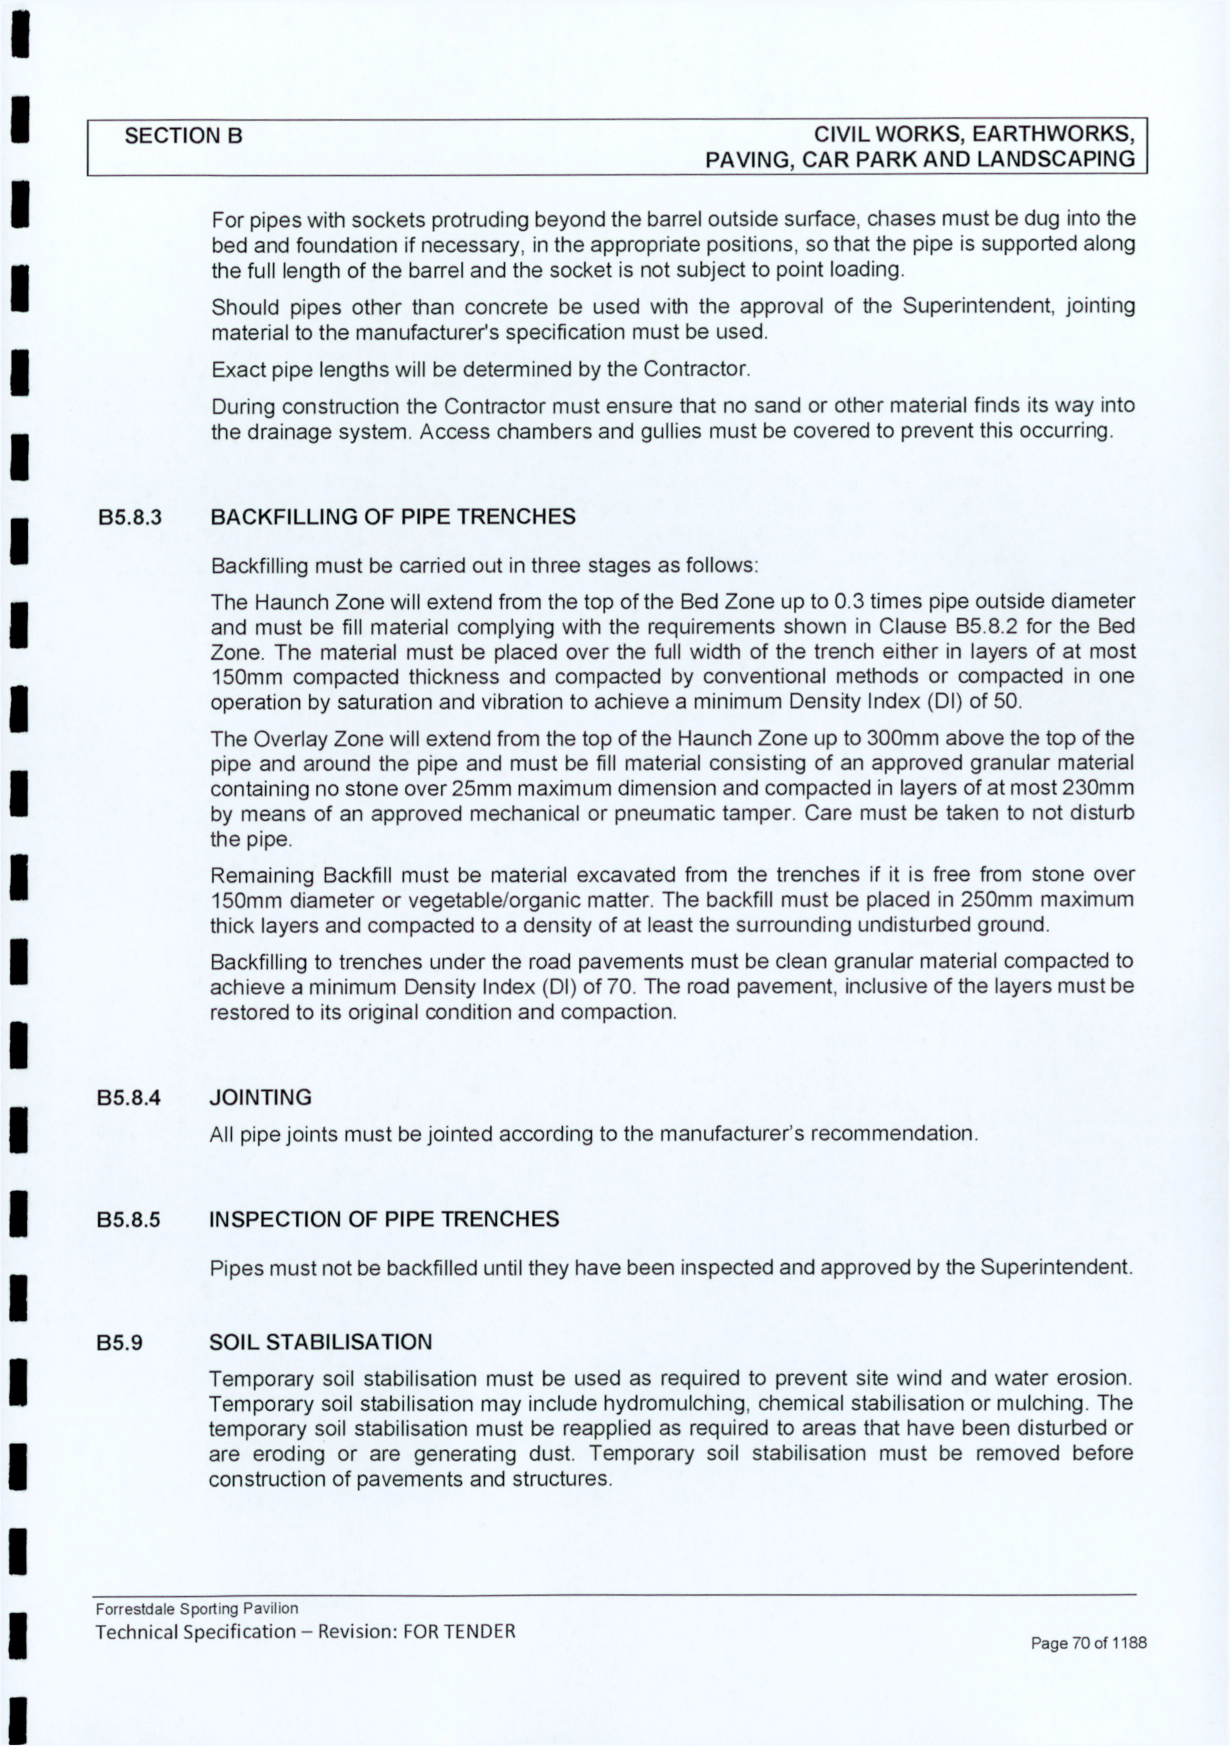 SECTION B
CIVIL WORKS, EARTHWORKS,
PAVING, CAR PARK AND LANDSCAPING
For pipes with sockets protruding beyond the barrel outside surface, chases must be dug into the
bed and foundation if necessary, in the appropriate positions, so that the pipe is supported along
the full length of the barrel and the socket is not subject to point loading.
Should pipes other than concrete be used with the approval of the Superintendent, jointing
material to the manufacturer's specification must be used.
Exact pipe lengths will be determined by the Contractor.
During construction the Contractor must ensure that no sand or other material finds its way into
the drainage system. Access chambers and gullies must be covered to prevent this occurring.
B5.8.3 BACKFILLING OF PIPE TRENCHES
Backfilling must be carried out in three stages as follows:
The Haunch Zone will extend from the top of the Bed Zone up to 0.3 times pipe outside diameter
and must be fill material complying with the requirements shown in Clause B5.8.2 for the Bed
Zone. The material must be placed over the full width of the trench either in layers of at most
150mm compacted thickness and compacted by conventional methods or compacted in one
operation by saturation and vibration to achieve a minimum Density Index (DI) of 50.
The Overlay Zone will extend from the top of the Haunch Zone up to 300mm above the top of the
pipe and around the pipe and must be fill material consisting of an approved granular material
containing no stone over 25mm maximum dimension and compacted in layers of at most 230mm
by means of an approved mechanical or pneumatic tamper. Care must be taken to not disturb
the pipe.
Remaining Backfill must be material excavated from the trenches if it is free from stone over
150mm diameter or vegetable/organic matter. The backfill must be placed in 250mm maximum
thick layers and compacted to a density of at least the surrounding undisturbed ground.
Backfilling to trenches under the road pavements must be clean granular material compacted to
achieve a minimum Density Index (DI) of 70. The road pavement, inclusive of the layers must be
restored to its original condition and compaction.
B5.8.4 JOINTING
All pipe joints must be jointed according to the manufacturer’s recommendation.
B5.8.5 INSPECTION OF PIPE TRENCHES
Pipes must not be backfilled until they have been inspected and approved by the Superintendent.
B5.9 SOIL STABILISATION
Temporary soil stabilisation must be used as required to prevent site wind and water erosion.
Temporary soil stabilisation may include hydromulching, chemical stabilisation or mulching. The
temporary soil stabilisation must be reapplied as required to areas that have been disturbed or
are eroding or are generating dust. Temporary soil stabilisation must be removed before
construction of pavements and structures.
Forrestdale Sporting Pavilion
Technical Specification – Revision: FOR TENDER
Page 70 of 1188